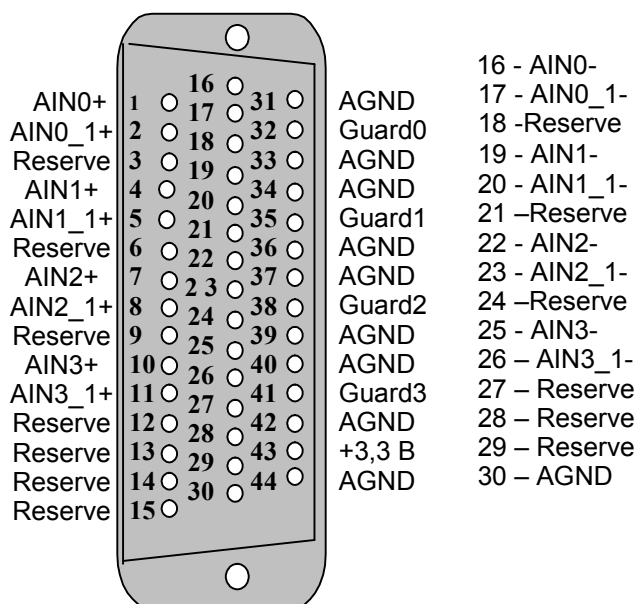 AIN0+ 1 16 31 AGND
AIN0_1+ 2 17 32 Guard0
Reserve 3 18 33 AGND
AIN1+ 4 19 34 AGND
AIN1_1+ 5 20 35 Guard1
Reserve 6 21 36 AGND
AIN2+ 7 22 37 AGND
AIN2_1+ 8 2 3 38 Guard2
Reserve 9 24 39 AGND
AIN3+ 10 25 40 AGND
AIN3_1+ 11 26 41 Guard3
Reserve 12 27 42 AGND
Reserve 13 28 43 +3,3 В
Reserve 14 29 44 AGND
Reserve 15 30
16 - AIN0-
17 - AIN0_1-
18 -Reserve
19 - AIN1-
20 - AIN1_1-
21 –Reserve
22 - AIN2-
23 - AIN2_1-
24 –Reserve
25 - AIN3-
26 – AIN3_1-
27 – Reserve
28 – Reserve
29 – Reserve
30 – AGND